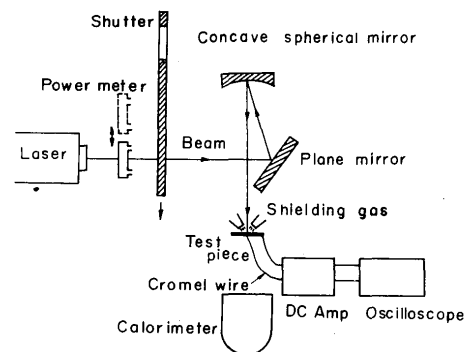 Shutter
Concave spherical mirror
Power meter
Laser
Beam
Plane mirror
Shielding gas
Test
piece
Cromel wire
DC Amp
Oscilloscope
Calorimeter